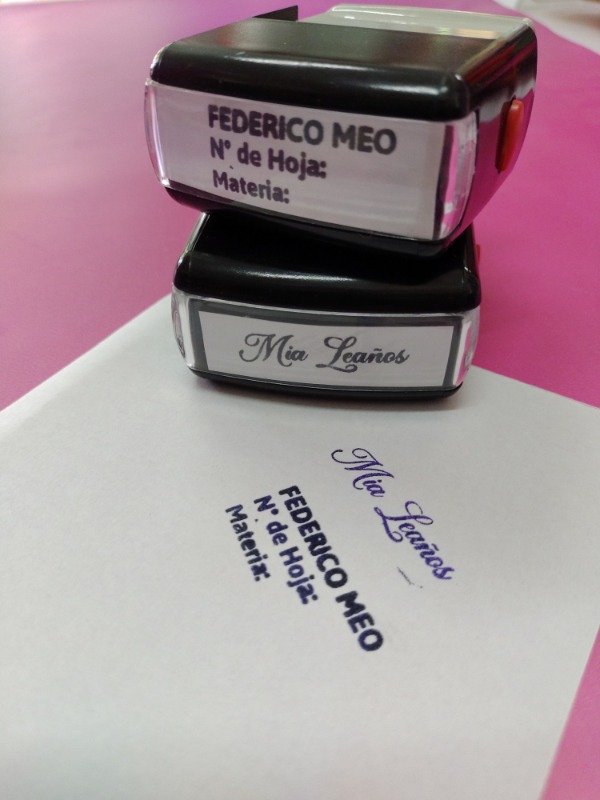 FEDERICO MEO
N° de Hoja:
Materia:
Mia Leaños
Mia Leaños
FEDERICO MEO
N° de Hoja:
Materia: